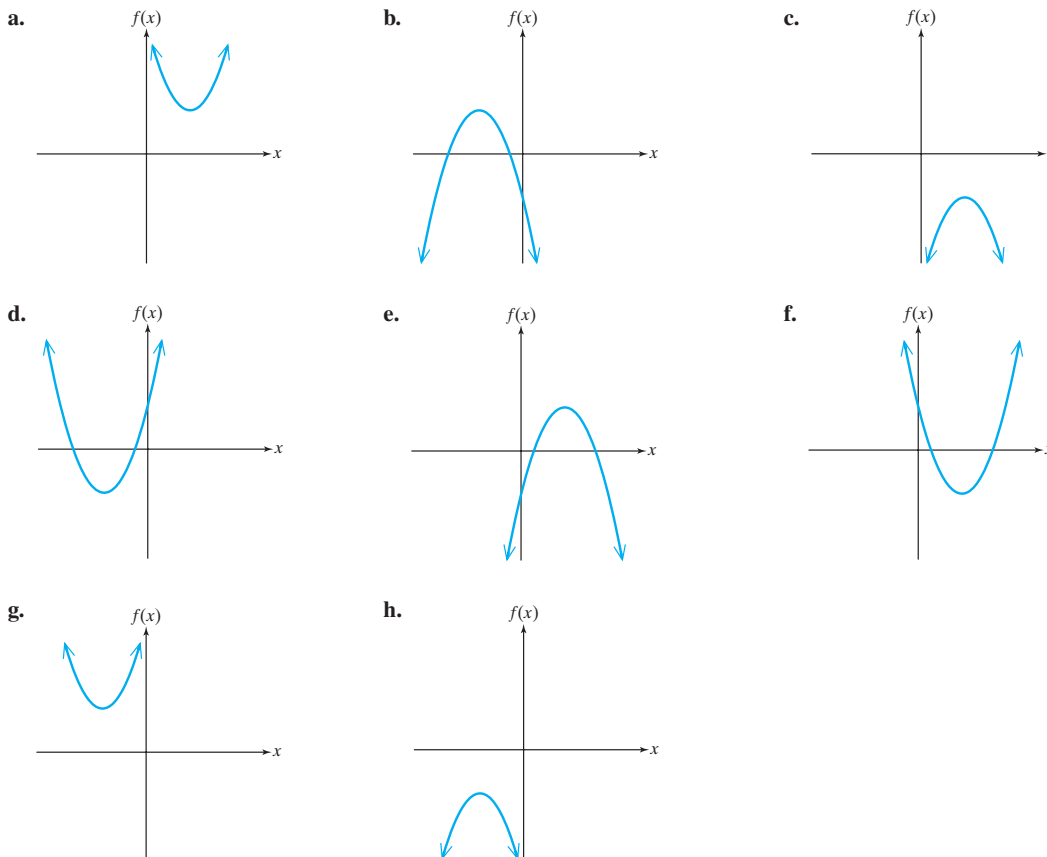 a. f(x) x
b. f(x) x
c. f(x)
d. f(x) x
e. f(x) x
f. f(x)
g. f(x) x
h. f(x) x